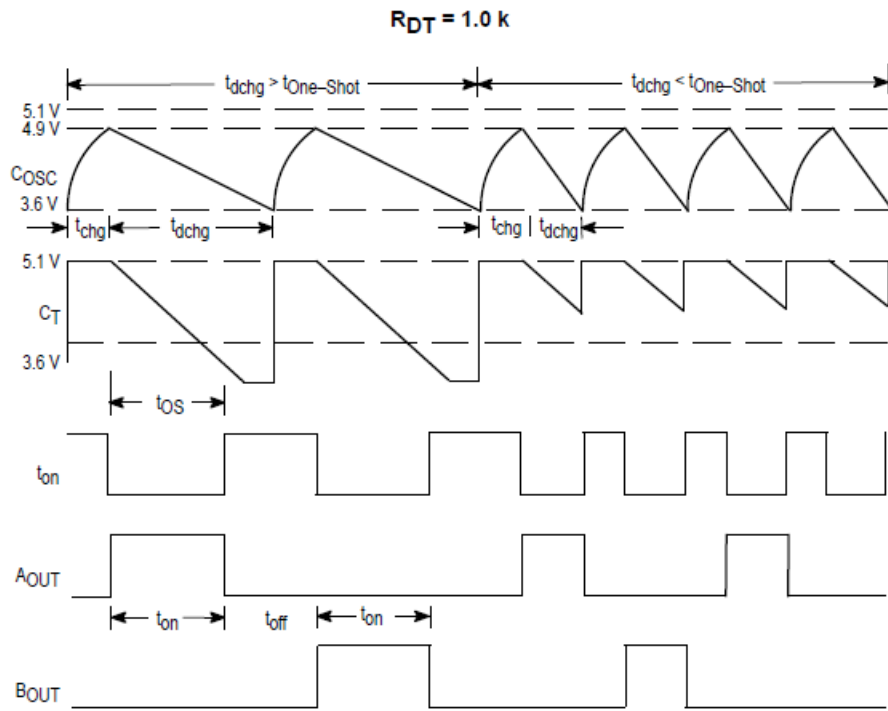 RDT = 1.0 k
tdchg > tOne–Shot
tdchg < tOne–Shot
5.1 V
4.9 V
COSC
3.6 V
tchg
tdchg
tchg
tdchg
5.1 V
CT
3.6 V
tOS
ton
AOUT
ton
toff
ton
BOUT